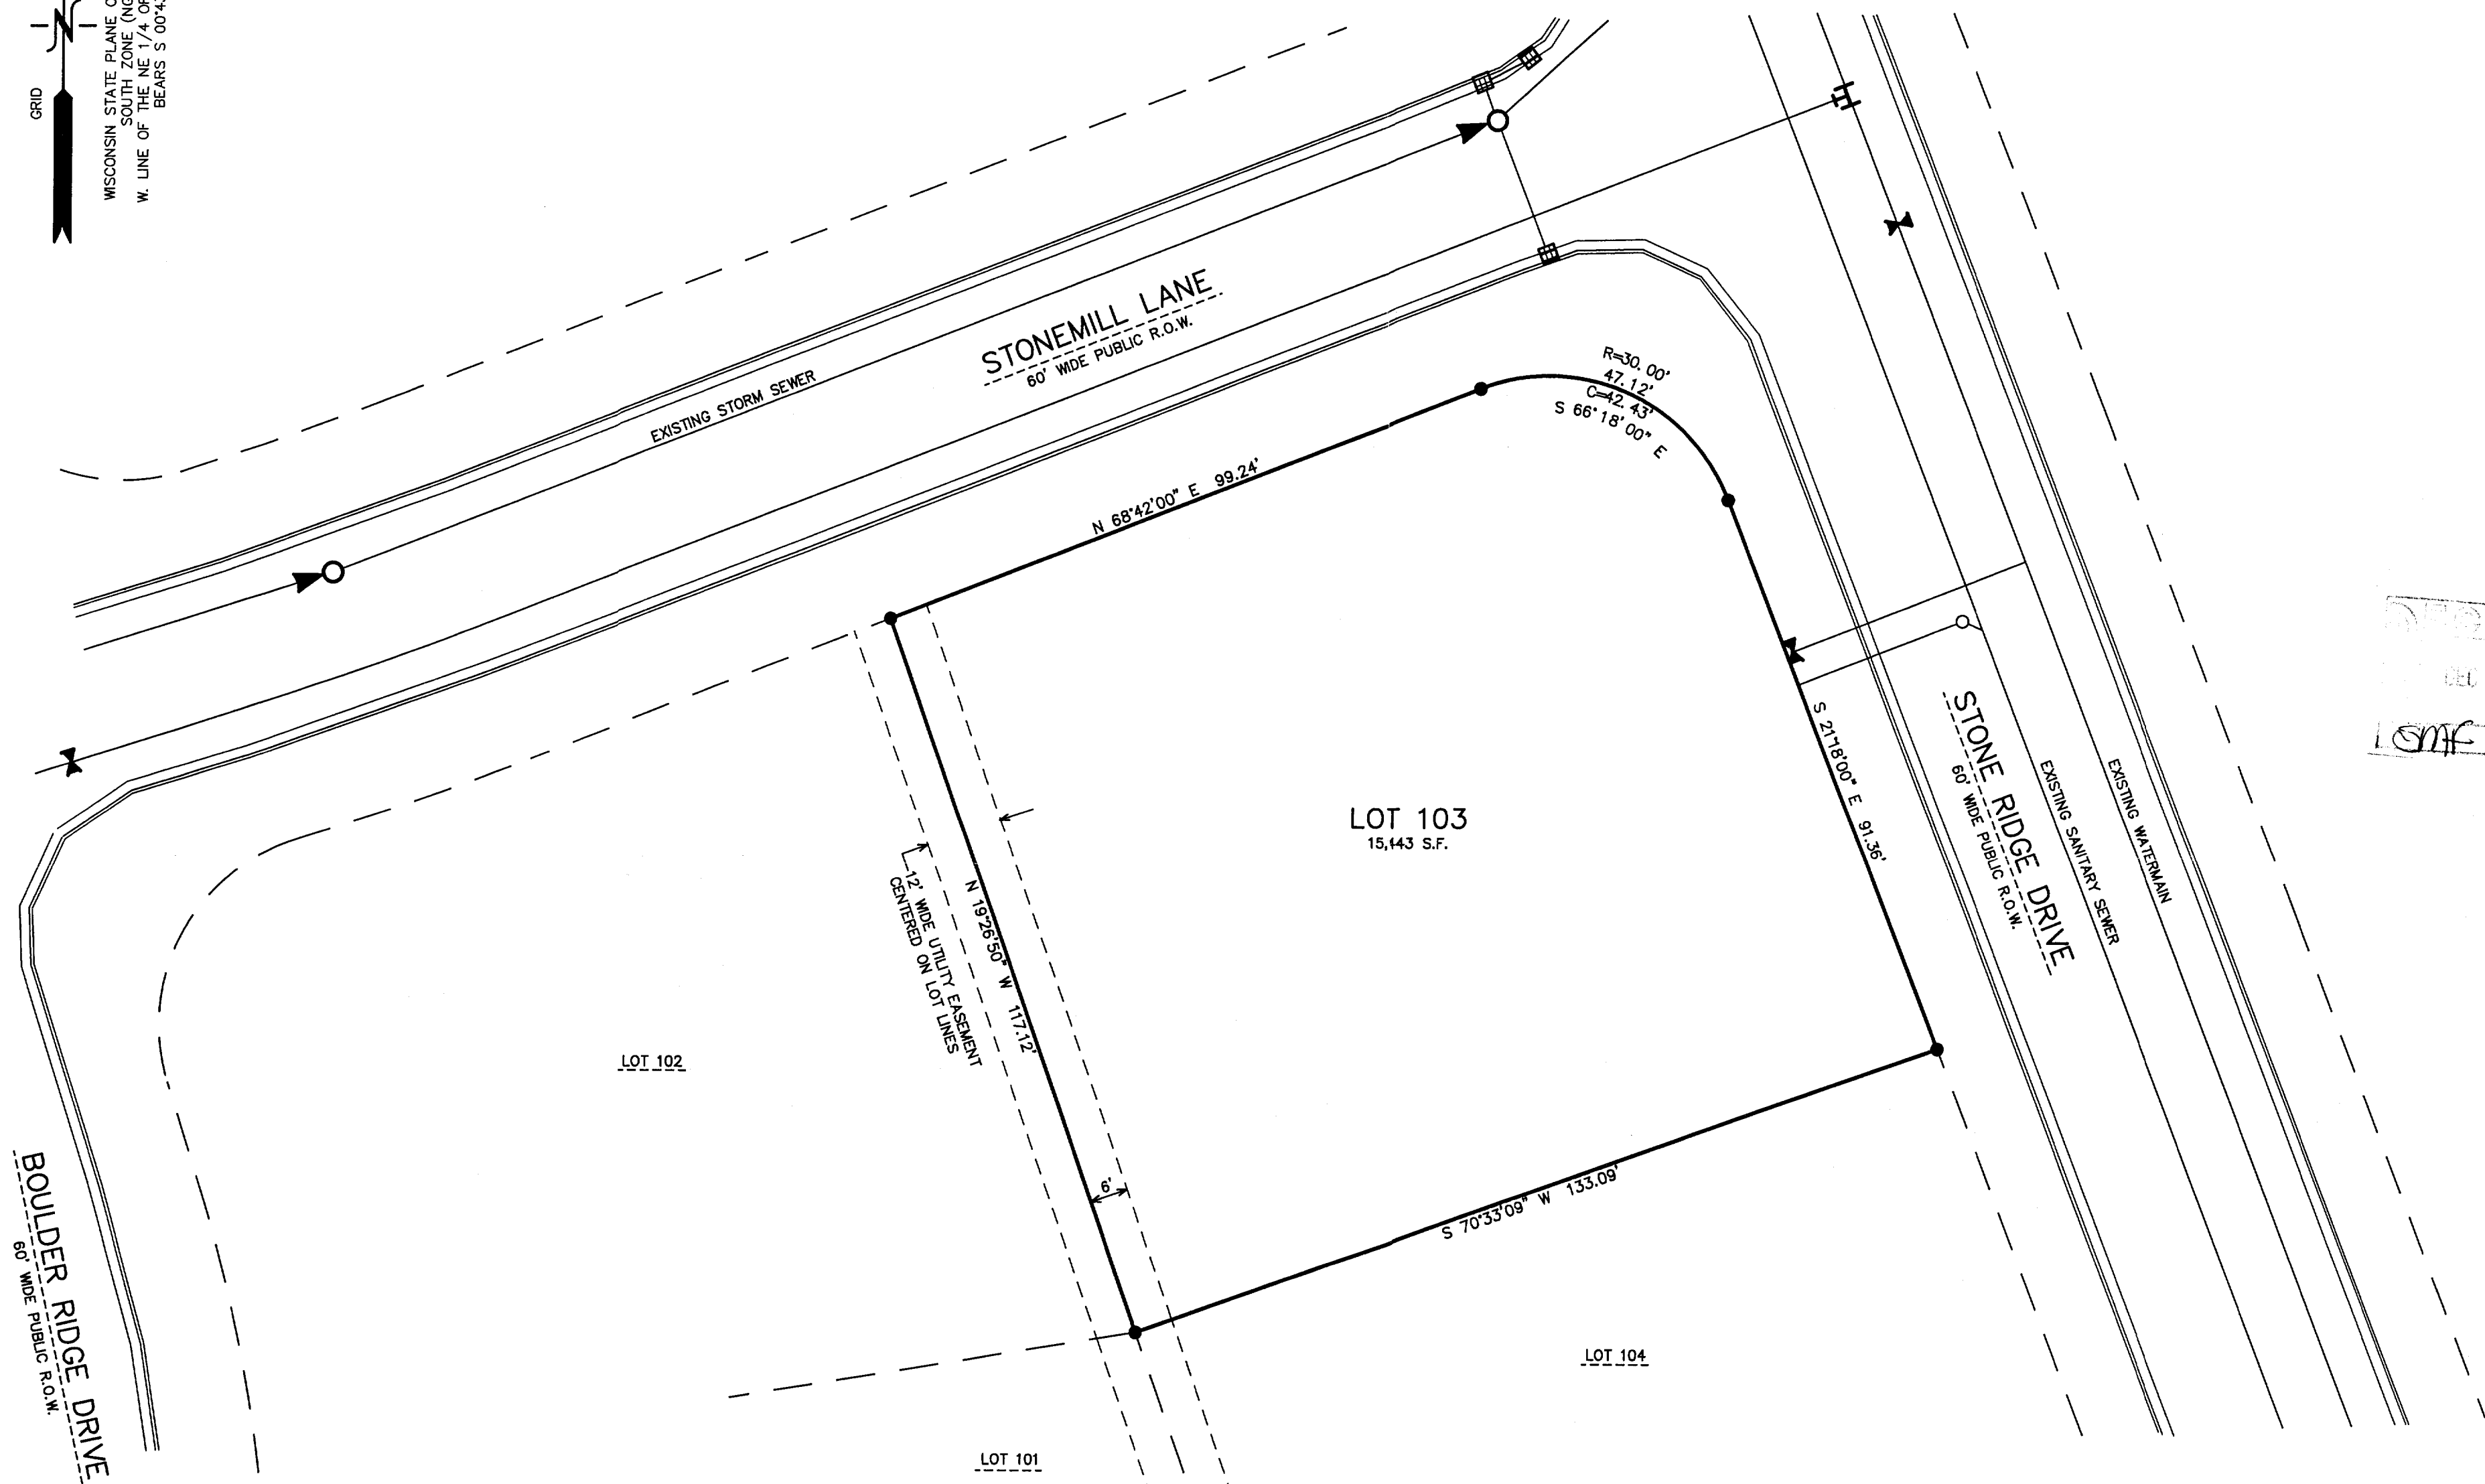 GRID
N
WISCONSIN STATE PLANE
SOUTH ZONE
W. LINE OF THE NE 1/4 OF
BEARS S 00°
STONEMILL LANE
60' WIDE PUBLIC R.O.W.
EXISTING STORM SEWER
R=30.00'
47.12'
C=42.43'
S 66°18'00" E
N 68°42'00" E 99.24'
S 21°18'00" E 91.36'
STONE RIDGE DRIVE
60' WIDE PUBLIC R.O.W.
EXISTING SANITARY SEWER
EXISTING WATERMAIN
DEC
LOT 103
15,143 S.F.
12' WIDE UTILITY EASEMENT
CENTERED ON LOT LINES
N 19°26'50" W 117.12'
6'
S 70°33'09" W 133.09'
LOT 102
LOT 104
LOT 101
BOULDER RIDGE DRIVE
60' WIDE PUBLIC R.O.W.